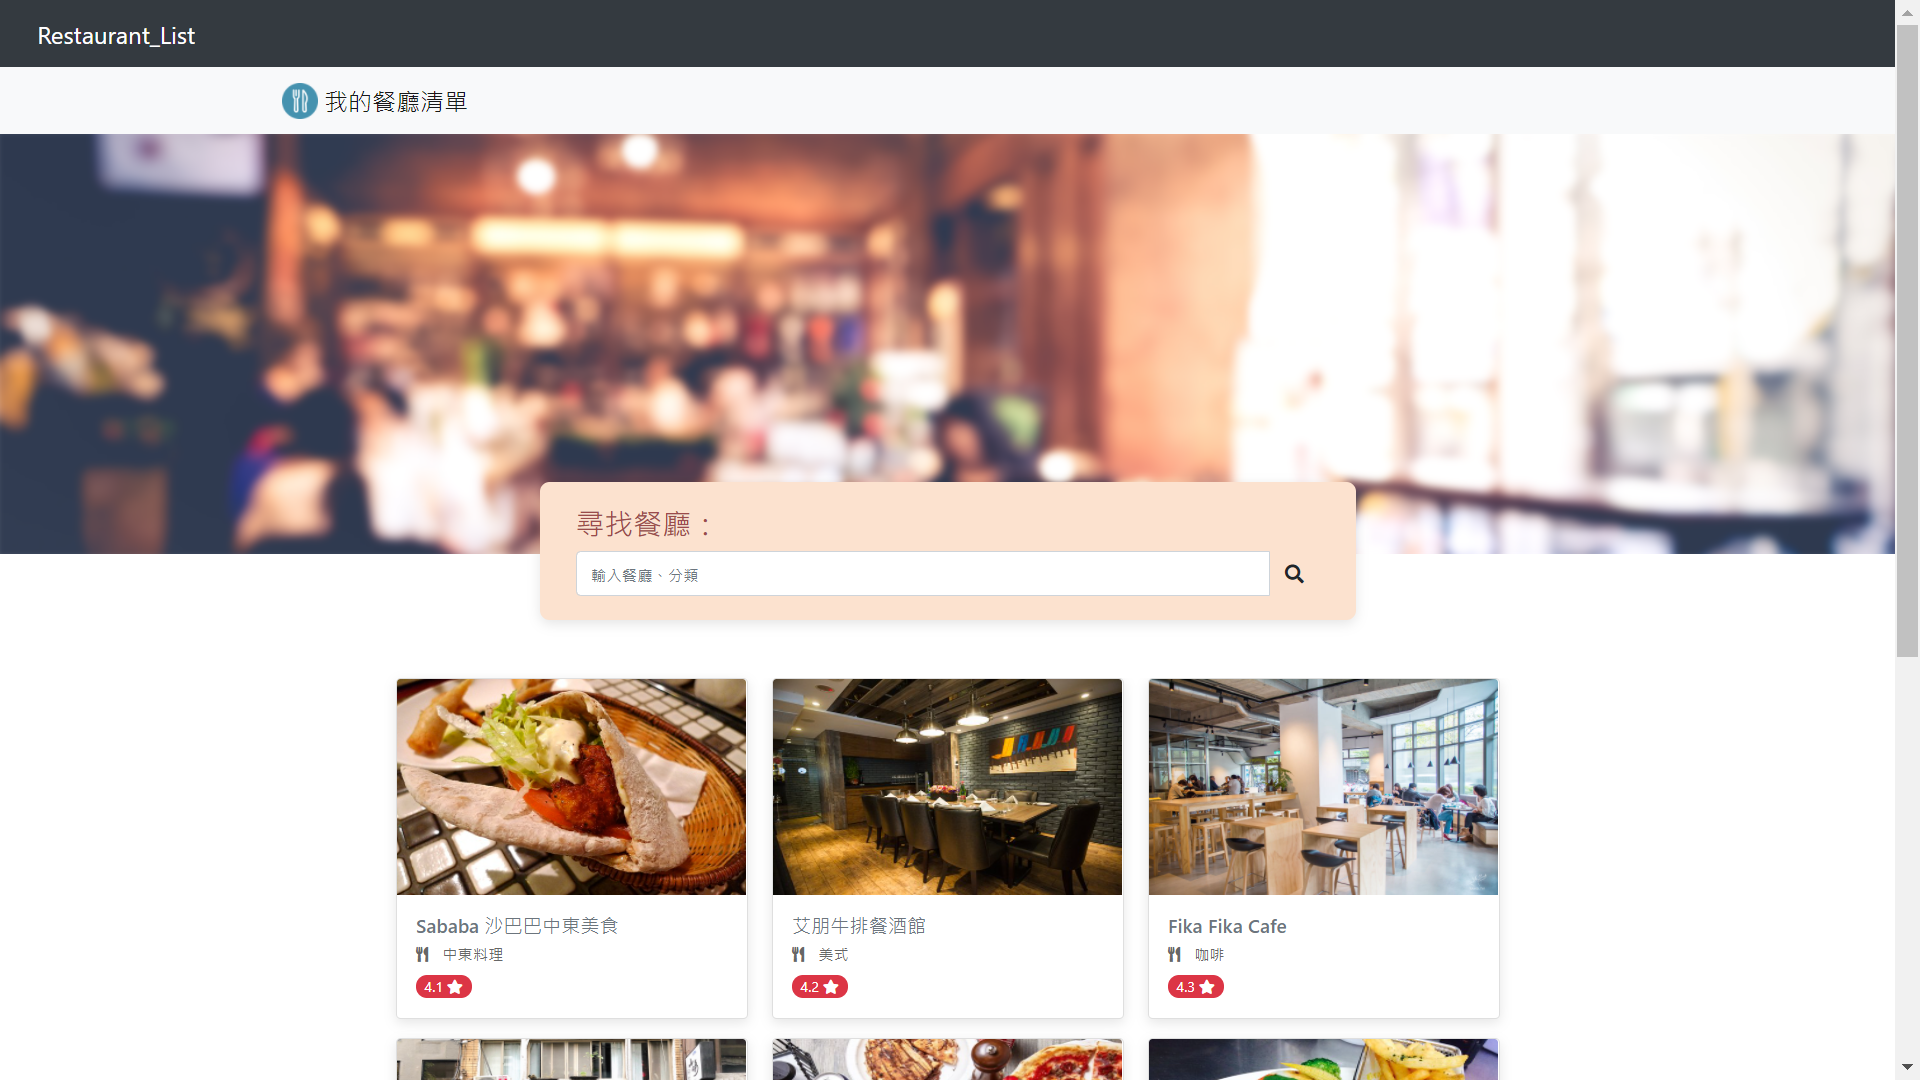 Restaurant_List
我的餐廳清單
尋找餐廳：
輸入餐廳、分類
Sababa 沙巴巴中東美食
中東料理
4.1
艾朋牛排餐酒館
美式
4.2
Fika Fika Cafe
咖啡
4.3